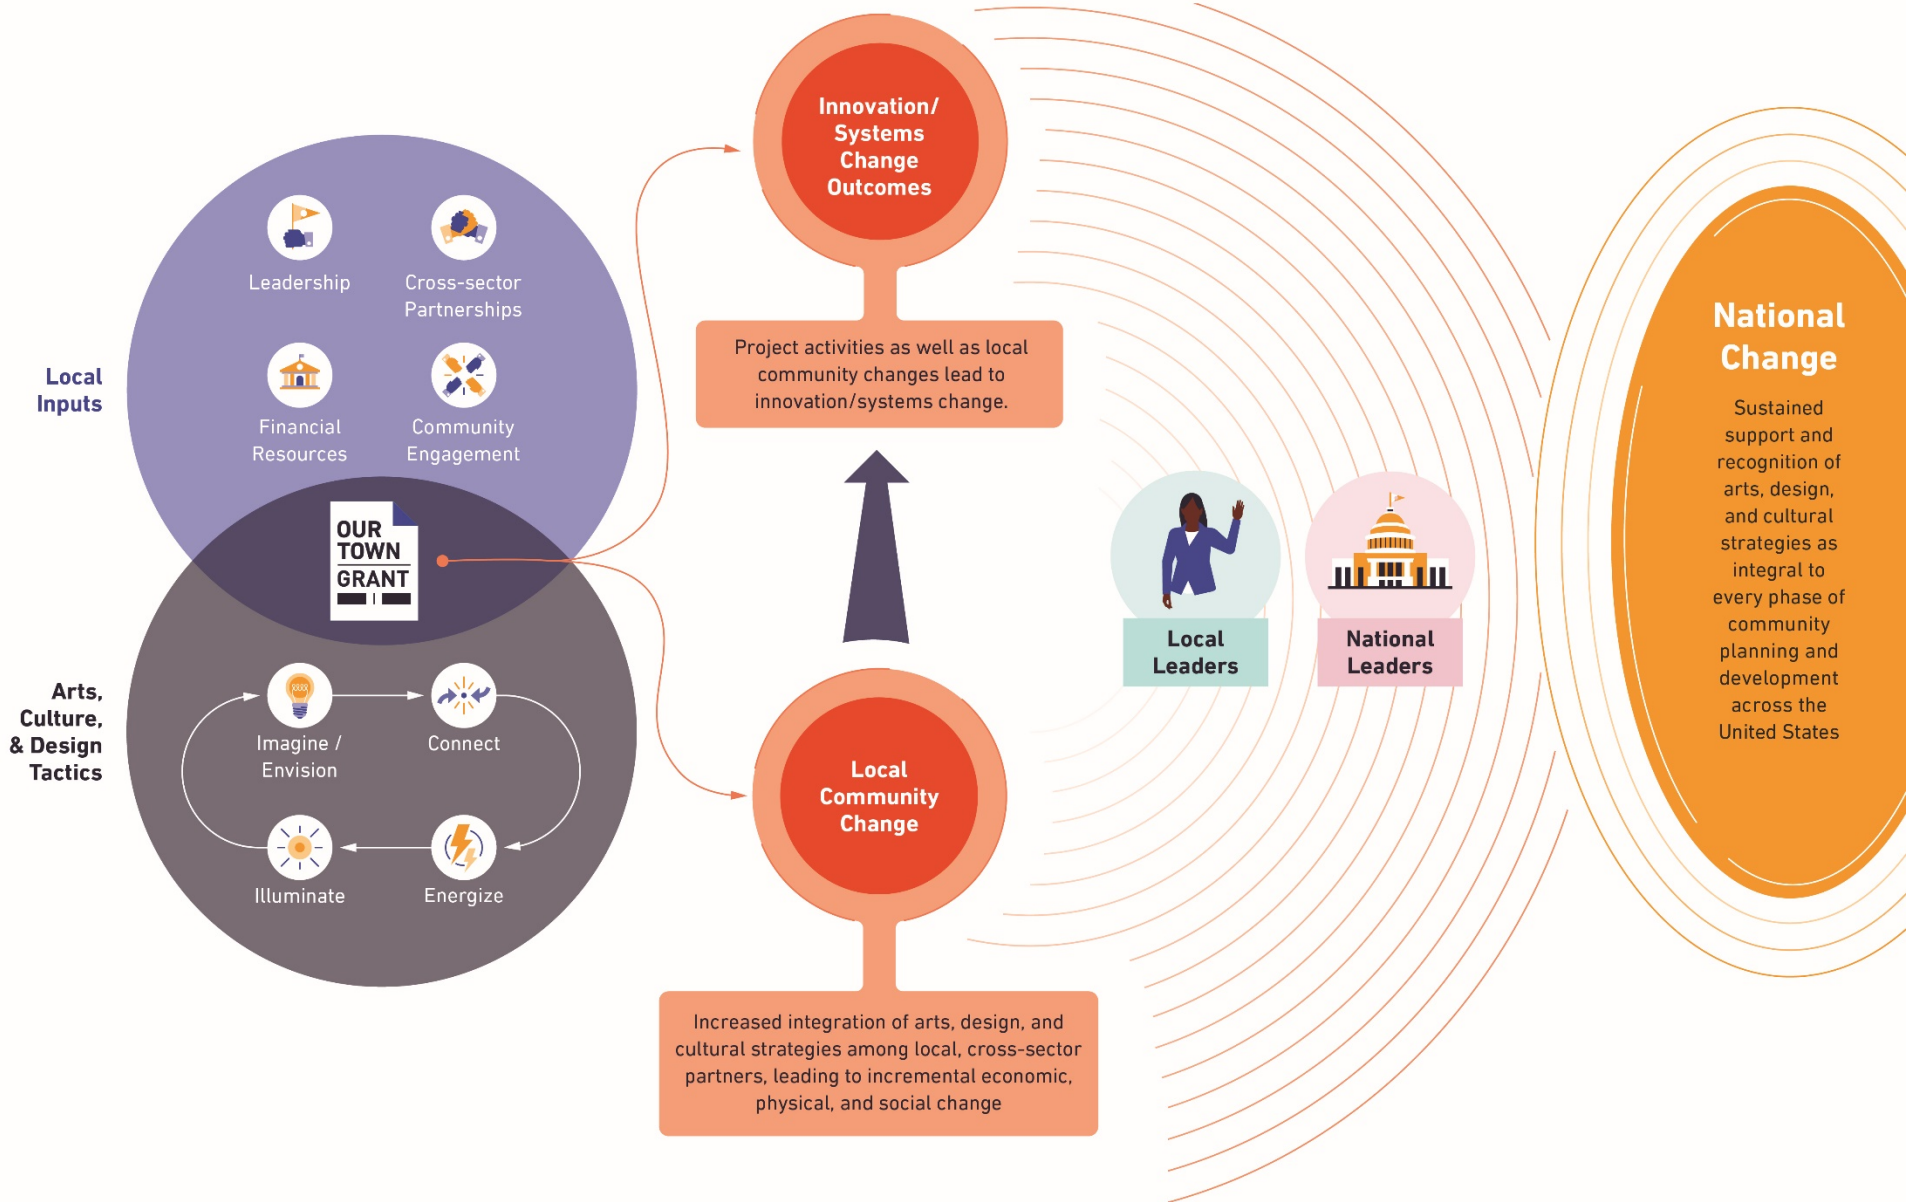 Local
Inputs
Leadership
Cross-sector
Partnerships
Financial
Resources
Community
Engagement
OUR
TOWN
GRANT
Arts,
Culture,
& Design
Tactics
Imagine /
Envision
Connect
Illuminate
Energize
Innovation/
Systems
Change
Outcomes
Project activities as well as local
community changes lead to
innovation/systems change.
Local
Community
Change
Increased integration of arts, design, and
cultural strategies among local, cross-sector
partners, leading to incremental economic,
physical, and social change
Local
Leaders
National
Leaders
National
Change
Sustained
support and
recognition of
arts, design,
and cultural
strategies as
integral to
every phase of
community
planning and
development
across the
United States